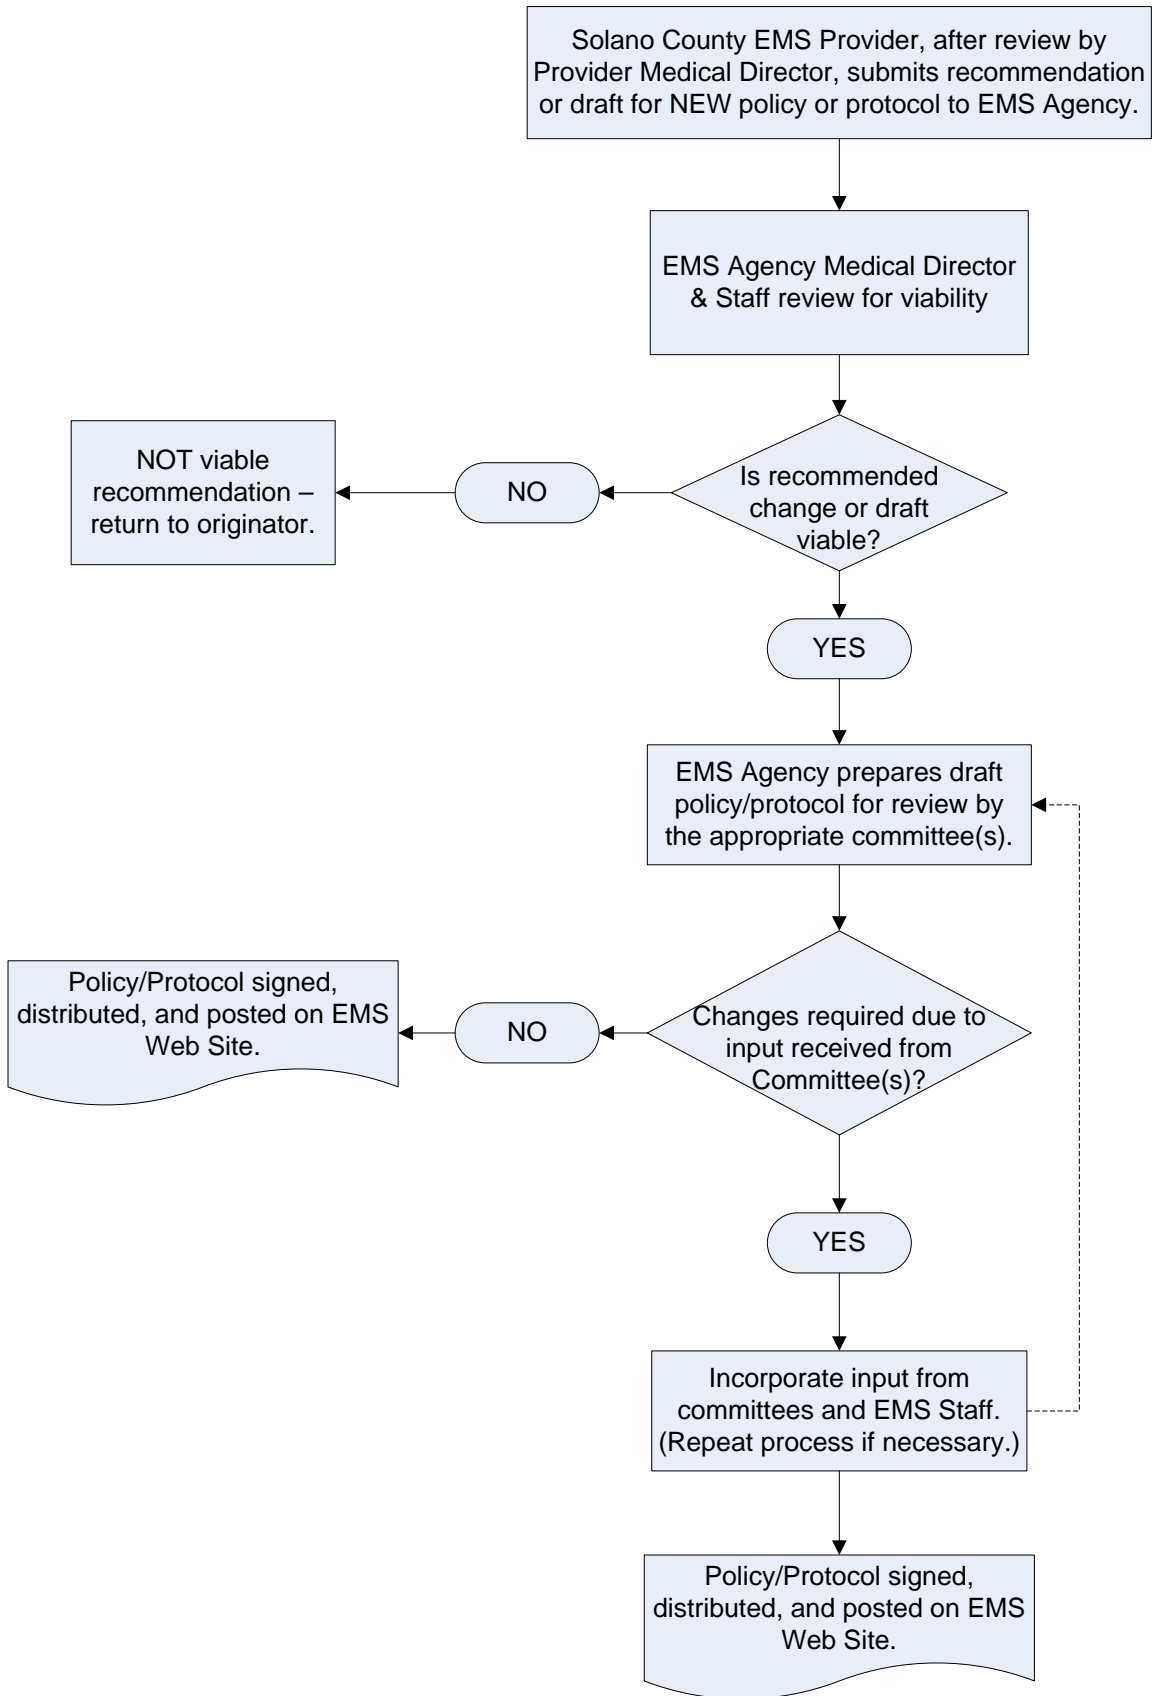 Solano County EMS Provider, after review by
Provider Medical Director, submits recommendation
or draft for NEW policy or protocol to EMS Agency.
EMS Agency Medical Director
& Staff review for viability
NOT viable
recommendation –
return to originator.
NO
Is recommended
change or draft
viable?
YES
EMS Agency prepares draft
policy/protocol for review by
the appropriate committee(s).
Policy/Protocol signed,
distributed, and posted on EMS
Web Site.
NO
Changes required due to
input received from
Committee(s)?
YES
Incorporate input from
committees and EMS Staff.
(Repeat process if necessary.)
Policy/Protocol signed,
distributed, and posted on EMS
Web Site.